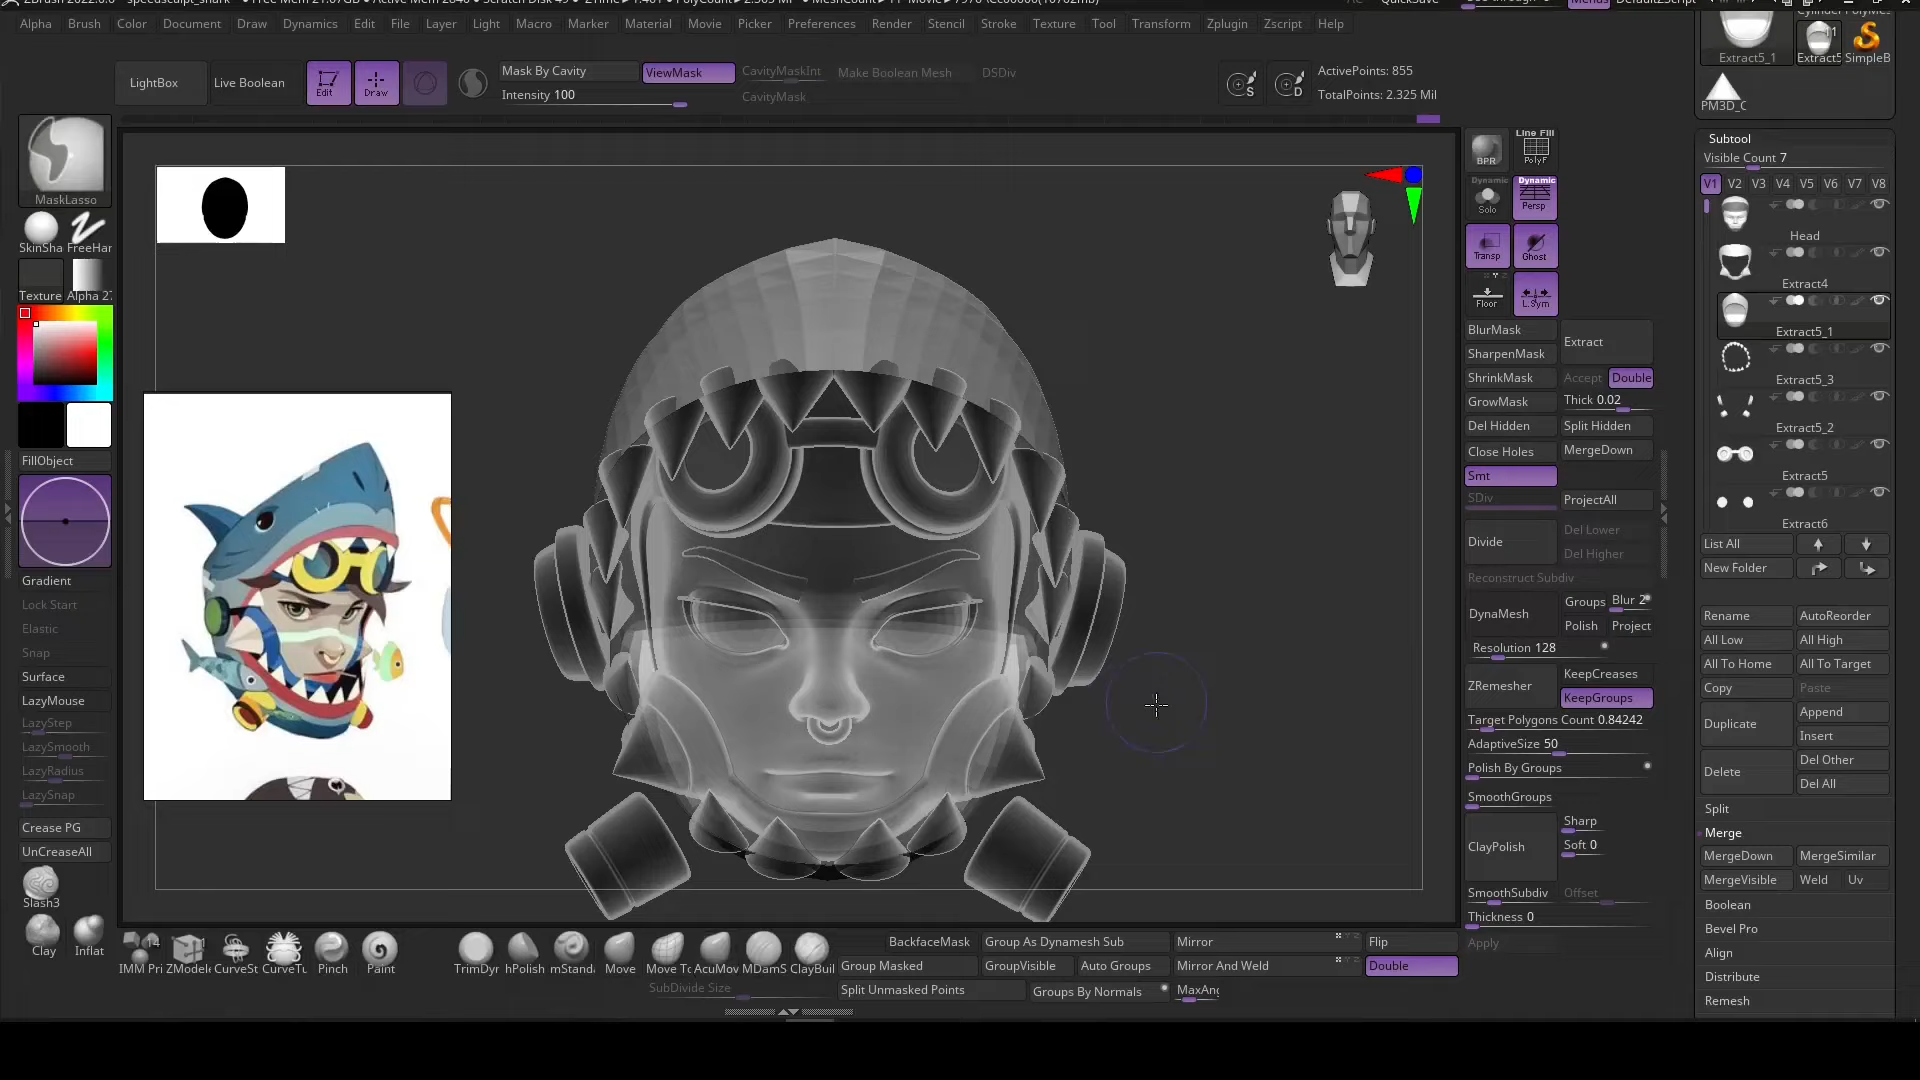 Alpha Brush Color Document Draw Dynamics Edit File Layer Light Macro Marker Material Movie Picker Preferences Render Stencil Stroke Texture Tool Transform Zplugin Zscript Help
LightBox
Live Boolean
Edit
Draw
Mask By Cavity
Intensity 100
ViewMask
CavityMaskInt
CavityMask
Make Boolean Mesh
DSDiv
S
D
ActivePoints: 855
TotalPoints: 2.325 Mil
Extract5_1
SimpleB
PM3D_C
MaskLasso
SkinSha
FreeHan
Texture
Alpha 27
FillObject
Gradient
Lock Start
Elastic
Snap
Surface
LazyMouse
LazyStep
LazySmooth
LazyRadius
LazySnap
Crease PG
UnCreaseAll
Slash3
Clay
Inflat
BPR
Line Fill
PolyF
Dynamic
Solo
Dynamic
Persp
Transp
Ghost
Floor
L.Sym
BlurMask
SharpenMask
ShrinkMask
GrowMask
Extract
Accept
Double
Thick 0.02
Del Hidden
Split Hidden
Close Holes
MergeDown
Smt
SDiv
ProjectAll
Divide
Del Lower
Del Higher
Reconstruct Subdiv
DynaMesh
Groups
Blur 2
Polish
Project
Resolution 128
ZRemesher
KeepCreases
KeepGroups
Target Polygons Count 0.84242
AdaptiveSize 50
Polish By Groups
SmoothGroups
ClayPolish
Sharp
Soft 0
SmoothSubdiv
Offset
Thickness 0
Apply
Subtool
Visible Count 7
V1 V2 V3 V4 V5 V6 V7 V8
Head
Extract4
Extract5_1
Extract5_3
Extract5_2
Extract5
Extract6
List All
New Folder
Rename
AutoReorder
All Low
All High
All To Home
All To Target
Copy
Paste
Duplicate
Append
Insert
Delete
Del Other
Del All
Split
Merge
MergeDown
MergeSimilar
MergeVisible
Weld
Uv
Boolean
Bevel Pro
Align
Distribute
Remesh
14
IMM Pri
1
ZModele
CurveSt
CurveTu
Pinch
Paint
TrimDyr
hPolish
mStand
Move
Move To
AcuMov
MDamS
ClayBuil
SubDivide Size
BackfaceMask
Group As Dynamesh Sub
Mirror
Flip
Group Masked
GroupVisible
Auto Groups
Mirror And Weld
Double
Split Unmasked Points
Groups By Normals
MaxAng